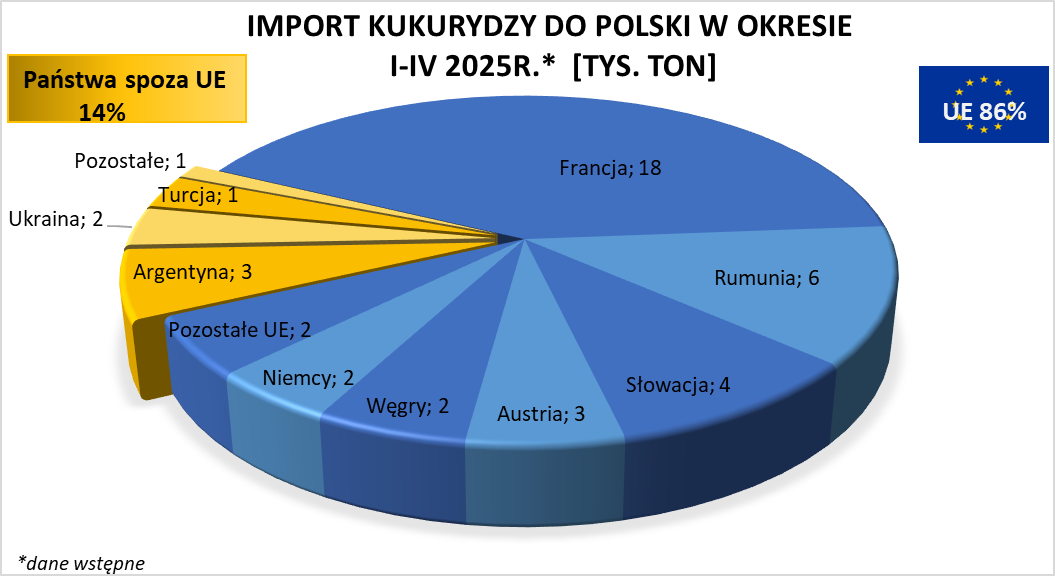 IMPORT KUKURYDZY DO POLSKI W OKRESIE
I-IV 2025R.* [TYS. TON]
Państwa spoza UE
14%
UE 86%
Pozostałe; 1
Francja; 18
Turcja; 1
Ukraina; 2
Argentyna; 3
Rumunia; 6
Pozostałe UE; 2
Niemcy; 2
Słowacja; 4
Węgry; 2
Austria; 3
*dane wstępne